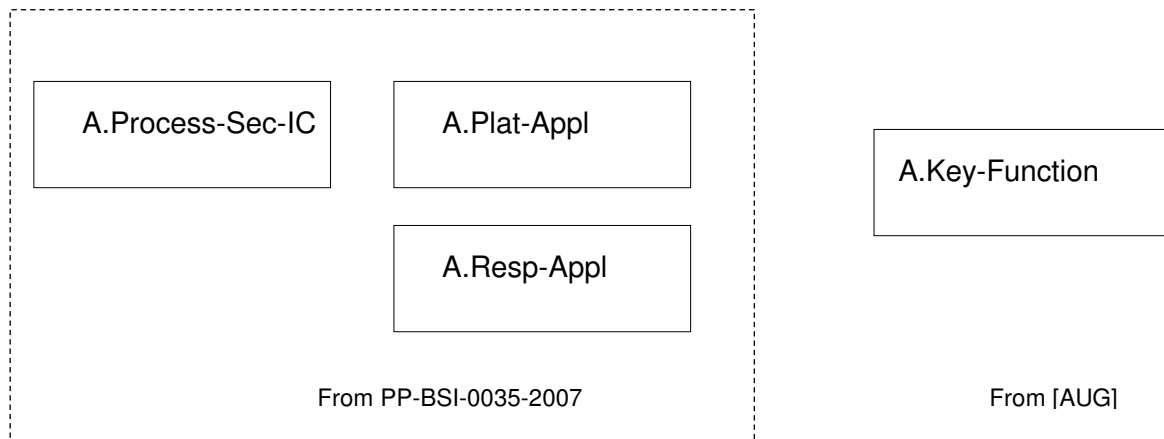 A.Process-Sec-IC
A.Plat-Appl
A.Key-Function
A.Resp-Appl
From PP-BSI-0035-2007
From [AUG]